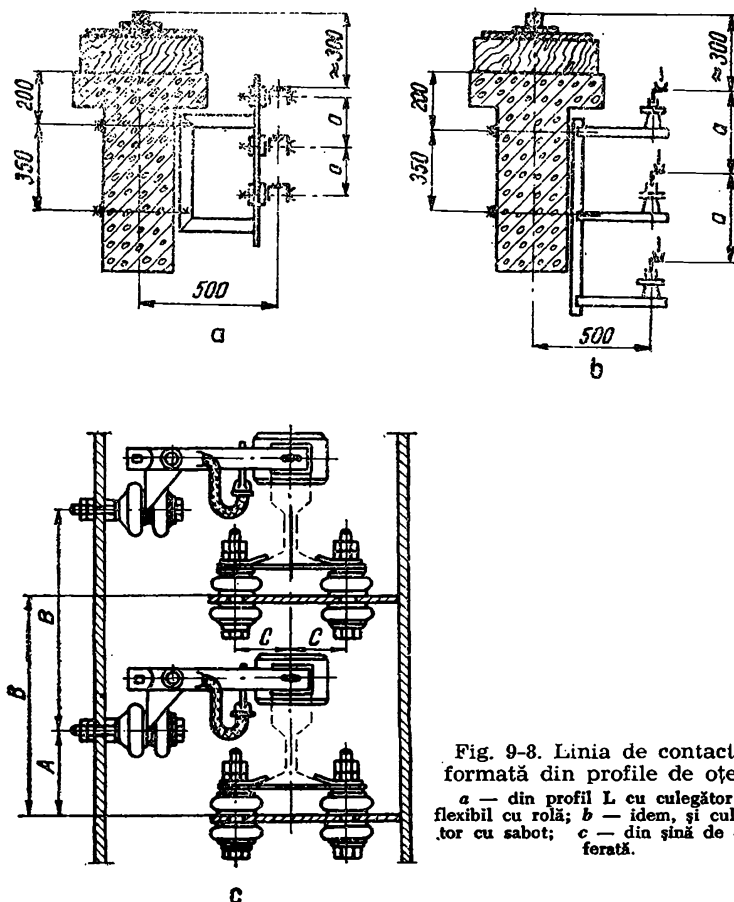 ≈300
200
a
350
a
500
a
≈300
200
a
350
a
500
b
B
B
C C
A
c
Fig. 9-8. Linia de contact
formată din profile de oțe
a — din profil L cu culegător
flexibil cu rolă; b — idem, și cul
tor cu sabot; c — din șină de
ferată.